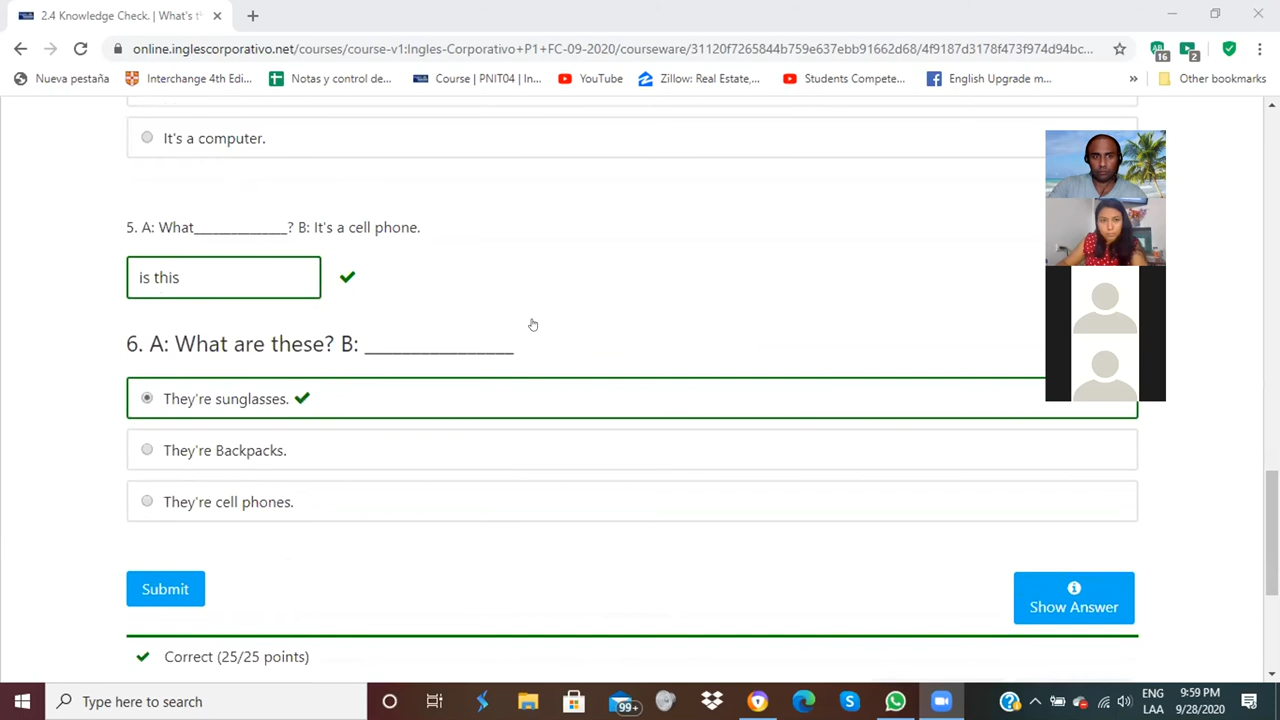 2.4 Knowledge Check. | What's t
online.inglescorporativo.net/courses/course-v1:Ingles-Corporativo+P1+FC-09-2020/courseware/31120f7265844b759e637ebb91662d68/4f9187d3178f473f974d94bc...
16
2
Nueva pestaña
Interchange 4th Edi...
Notas y control de...
Course | PNIT04 | In...
YouTube
Zillow: Real Estate,...
Students Compete...
English Upgrade m...
»
Other bookmarks
It's a computer.
5. A: What______________? B: It's a cell phone.
is this
6. A: What are these? B: ______________
They're sunglasses.
They're Backpacks.
They're cell phones.
Submit
Show Answer
Correct (25/25 points)
Type here to search
99+
ENG
LAA
9:59 PM
9/28/2020